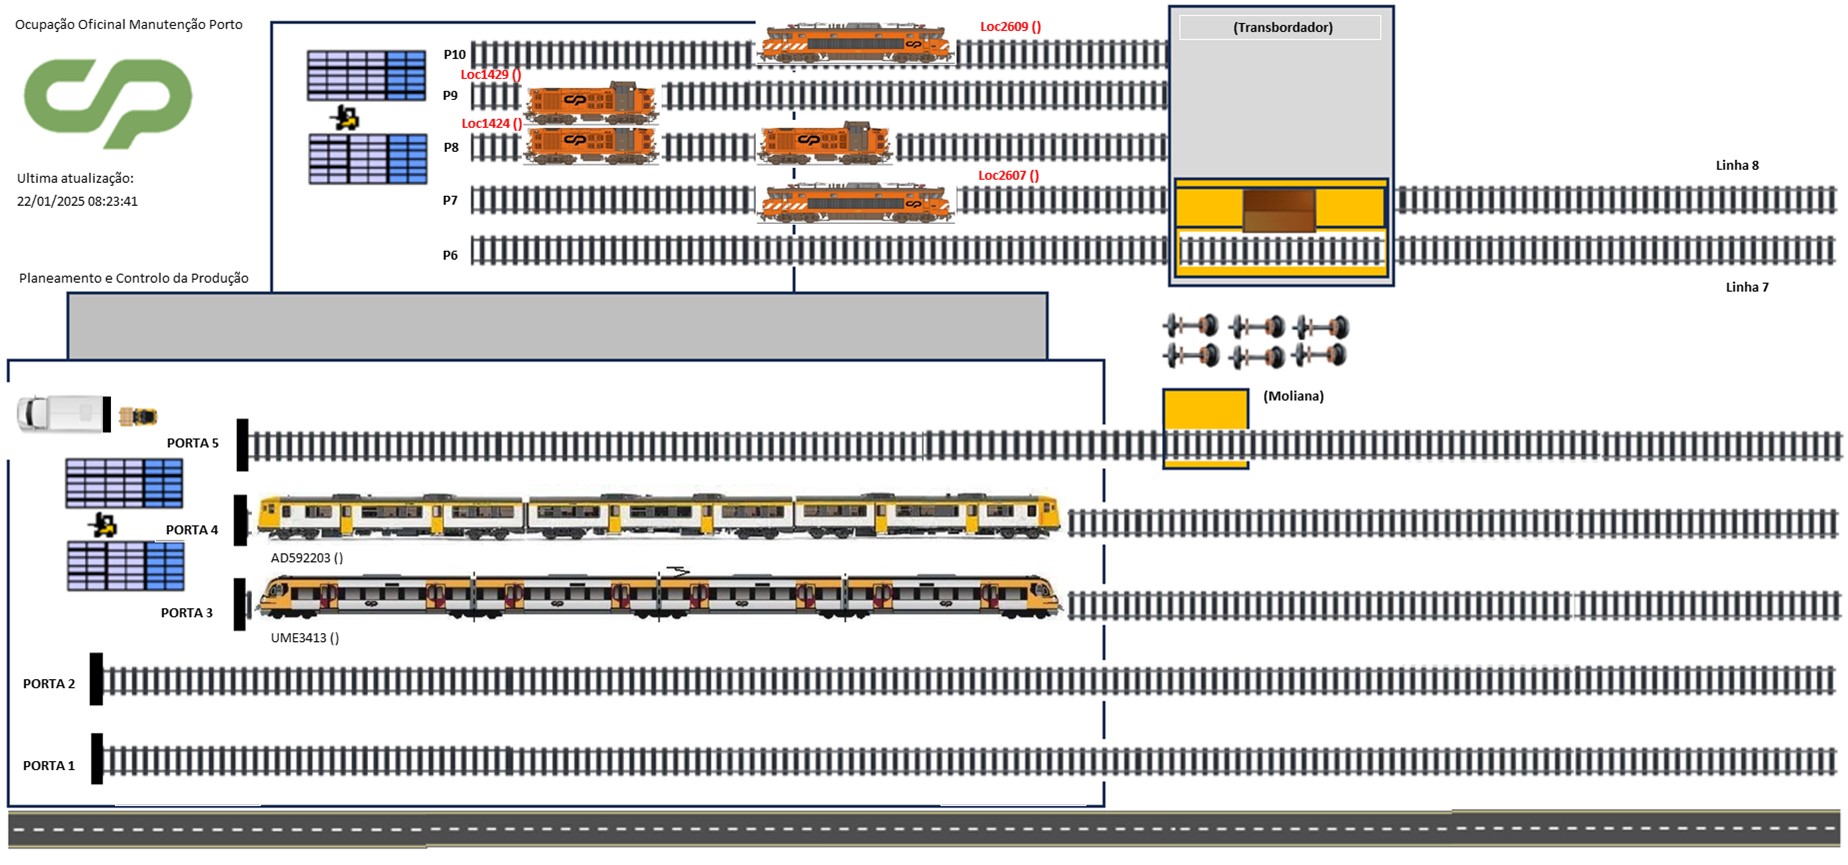 Ocupação Oficinal Manutenção Porto
CP
Ultima atualização:
22/01/2025 08:23:41
Planeamento e Controlo da Produção
P10
Loc2609 ()
(Transbordador)
Loc1429 ()
P9
Loc1424 ()
P8
Loc2607 ()
P7
P6
Linha 8
Linha 7
(Moliana)
PORTA 5
PORTA 4
AD592203 ()
PORTA 3
UME3413 ()
PORTA 2
PORTA 1